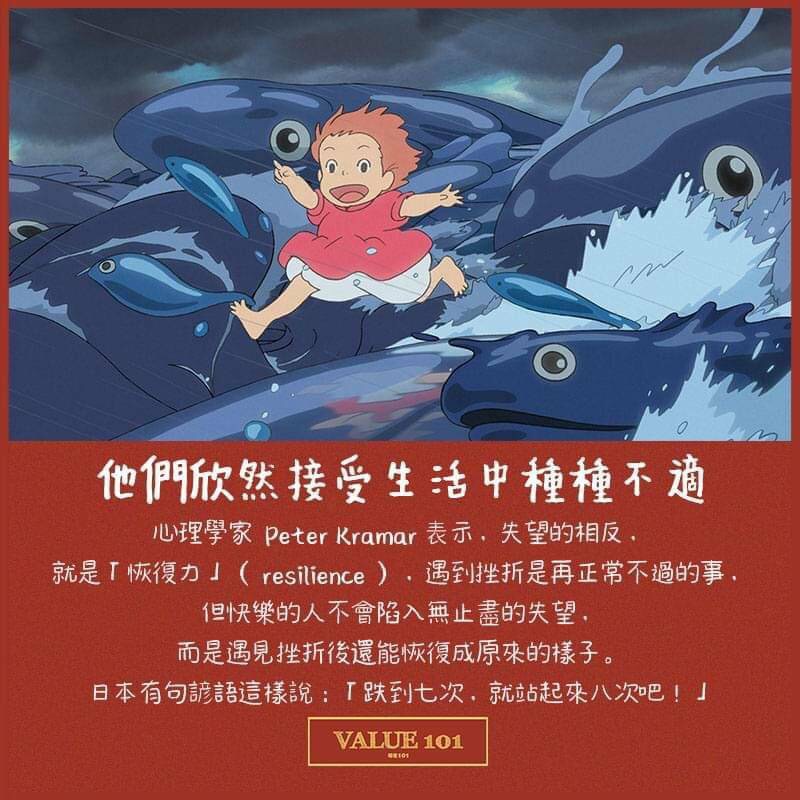 他們欣然接受生活中種種不適
心理學家 Peter Kramar 表示，失望的相反，
就是「恢復力」（ resilience ），遇到挫折是再正常不過的事，
但快樂的人不會陷入無止盡的失望，
而是遇見挫折後還能恢復成原來的樣子。
日本有句諺語這樣說：「跌到七次，就站起來八次吧！」
VALUE 101